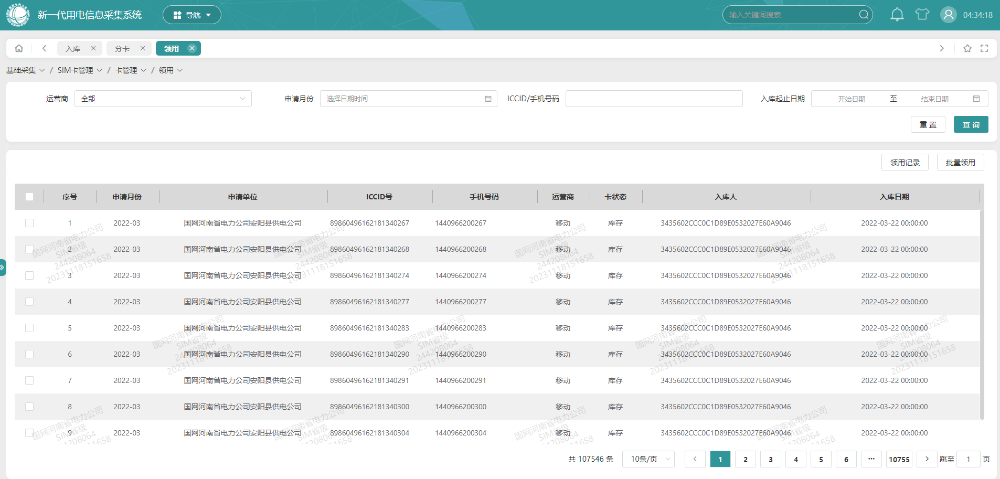 新一代用电信息采集系统
导航
输入关键词搜索
04:34:18
入库
分卡
领用
基础采集 / SIM卡管理 / 卡管理 / 领用
运营商 全部 申请月份 选择日期时间 ICCID/手机号码 入库起止日期 开始日期 至 结束日期
重 置 查 询
领用记录 批量领用
序号 申请月份 申请单位 ICCID号 手机号码 运营商 卡状态 入库人 入库日期
1 2022-03 国网河南省电力公司安阳县供电公司 89860496162181340267 1440966200267 移动 库存 3435602CCC0C1D89E0532027E60A9046 2022-03-22 00:00:00
2 2022-03 国网河南省电力公司安阳县供电公司 89860496162181340268 1440966200268 移动 库存 3435602CCC0C1D89E0532027E60A9046 2022-03-22 00:00:00
3 2022-03 国网河南省电力公司安阳县供电公司 89860496162181340274 1440966200274 移动 库存 3435602CCC0C1D89E0532027E60A9046 2022-03-22 00:00:00
4 2022-03 国网河南省电力公司安阳县供电公司 89860496162181340277 1440966200277 移动 库存 3435602CCC0C1D89E0532027E60A9046 2022-03-22 00:00:00
5 2022-03 国网河南省电力公司安阳县供电公司 89860496162181340283 1440966200283 移动 库存 3435602CCC0C1D89E0532027E60A9046 2022-03-22 00:00:00
6 2022-03 国网河南省电力公司安阳县供电公司 89860496162181340290 1440966200290 移动 库存 3435602CCC0C1D89E0532027E60A9046 2022-03-22 00:00:00
7 2022-03 国网河南省电力公司安阳县供电公司 89860496162181340291 1440966200291 移动 库存 3435602CCC0C1D89E0532027E60A9046 2022-03-22 00:00:00
8 2022-03 国网河南省电力公司安阳县供电公司 89860496162181340300 1440966200300 移动 库存 3435602CCC0C1D89E0532027E60A9046 2022-03-22 00:00:00
9 2022-03 国网河南省电力公司安阳县供电公司 89860496162181340304 1440966200304 移动 库存 3435602CCC0C1D89E0532027E60A9046 2022-03-22 00:00:00
国网河南省电力公司
SIM省级
244208064
20231118151658
共 107546 条 10条/页 1 2 3 4 5 6 ··· 10755 跳至 1 页